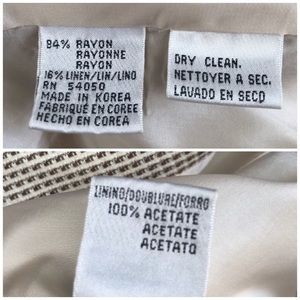 84% RAYON
RAYONNE
RAYON
16% LINEN/LIN/LINO
RN 54050
MADE IN KOREA
FABRIQUÉ EN COREE
HECHO EN COREA
DRY CLEAN.
NETTOYER A SEC.
LAVADO EN SECO
LINING/DOUBLURE/FORRO
100% ACETATE
ACETATE
ACETATO